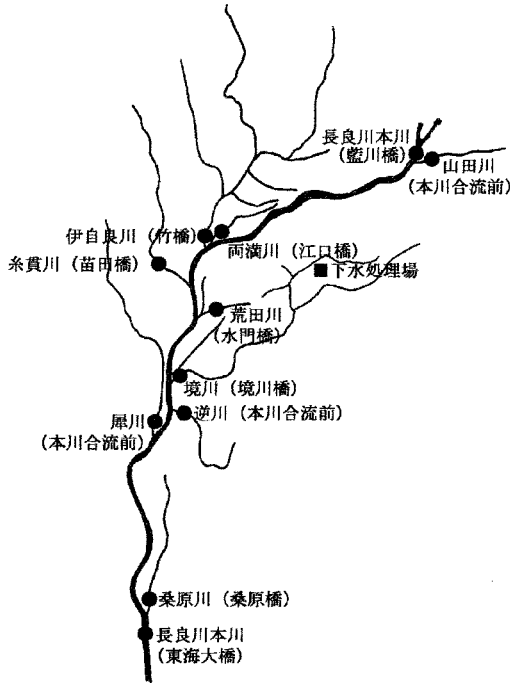 長良川本川
（藍川橋）
山田川
（本川合流前）
伊自良川（竹橋）
両満川（江口橋）
糸貫川（苗田橋）
下水処理場
荒田川
（水門橋）
境川（境川橋）
逆川（本川合流前）
犀川
（本川合流前）
桑原川（桑原橋）
長良川本川
（東海大橋）